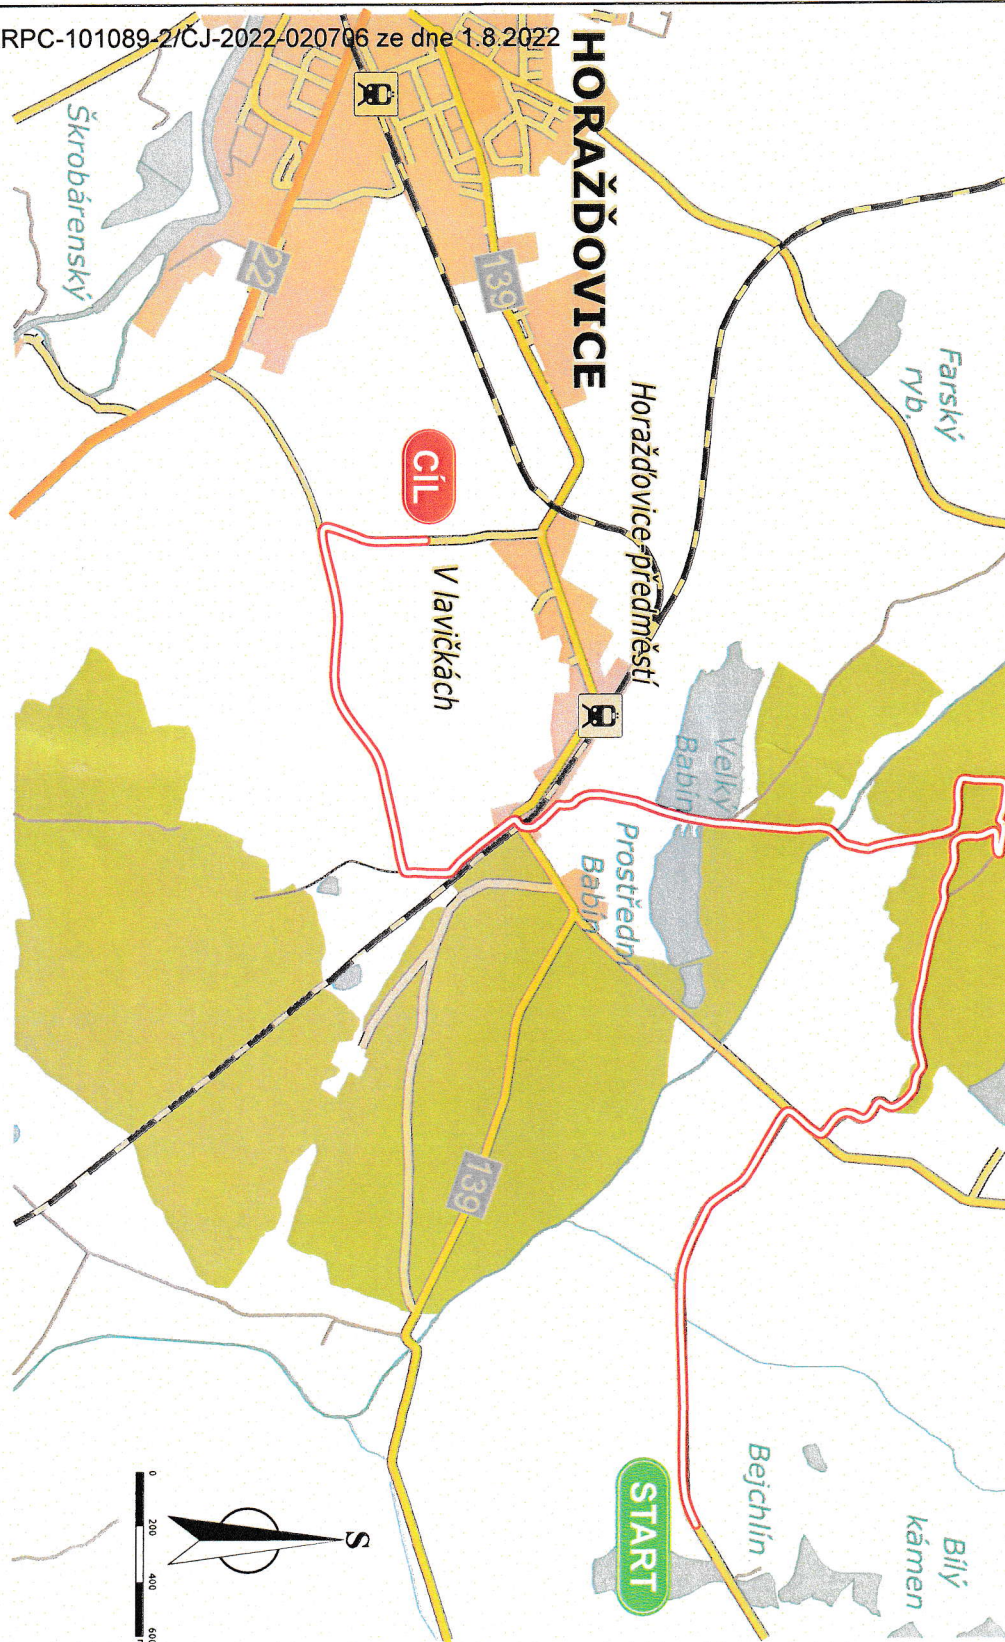 RPC-101089-2/ČJ-2022-020706 ze dne 1.8.2022
HORAŽĎOVICE
Škrobárenský
22
139
Farský
ryb.
Horažďovice-předměstí
CÍL
V lavičkách
Velký
Babín
Prostřední
Babín
139
START
Bejchlín
Bílý
kámen
S
0
200
400